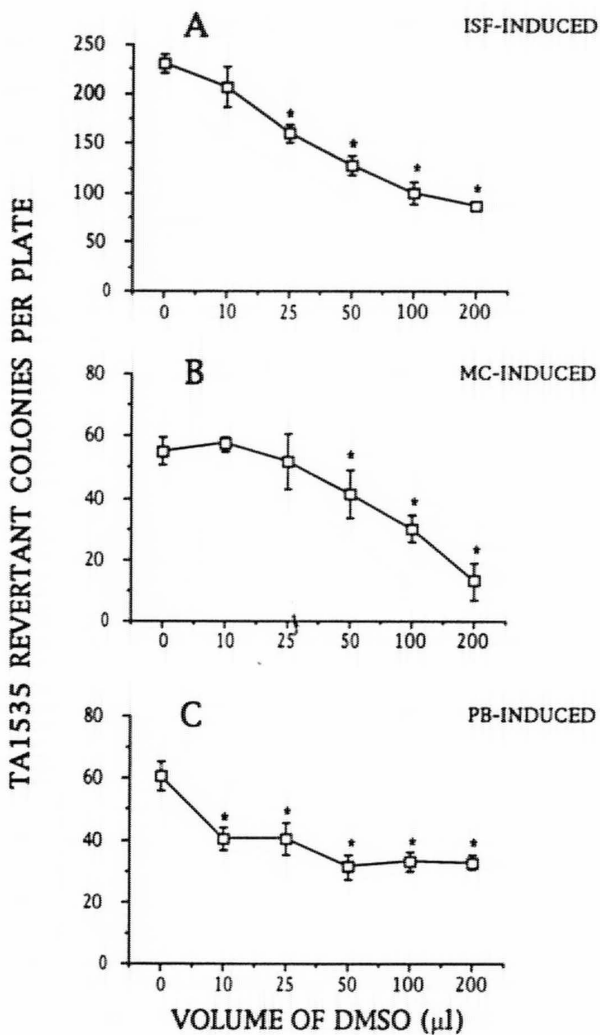 TA1535 REVERTANT COLONIES PER PLATE
A
ISF-INDUCED
250
200
150
100
50
0
* * * *
0 10 25 50 100 200
B
MC-INDUCED
80
60
40
20
0
* * *
0 10 25 50 100 200
C
PB-INDUCED
80
60
40
20
0
* * * * *
0 10 25 50 100 200
VOLUME OF DMSO (µl)